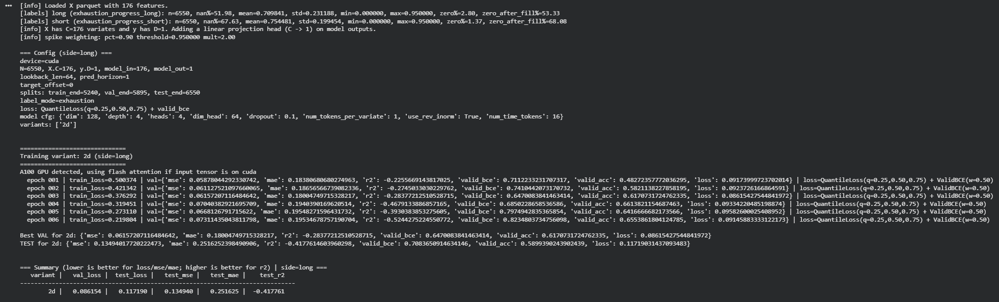 [info] Loaded X parquet with 176 features.
[labels] long (exhaustion_progress_long): n=6550, nan%=51.98, mean=0.709841, std=0.231188, min=0.000000, max=0.950000, zero%=2.80, zero_after_fill%=53.33
[labels] short (exhaustion_progress_short): n=6550, nan%=67.63, mean=0.754481, std=0.199454, min=0.000000, max=0.950000, zero%=1.37, zero_after_fill%=68.08
[info] X has C=176 variates and y has D=1. Adding a linear projection head (C -> 1) on model outputs.
[info] spike weighting: pct=0.90 threshold=0.950000 mult=2.00
=== Config (side=long) ===
device=cuda
N=6550, X.C=176, y.D=1, model_in=176, model_out=1
lookback_len=64, pred_horizon=1
target_offset=0
splits: train_end=5240, val_end=5895, test_end=6550
label_mode=exhaustion
loss: QuantileLoss(q=0.25,0.50,0.75) + valid_bce
model cfg: {'dim': 128, 'depth': 4, 'heads': 4, 'dim_head': 64, 'dropout': 0.1, 'num_tokens_per_variate': 1, 'use_rev_inorm': True, 'num_time_tokens': 16}
variants: ['2d']
==============================
Training variant: 2d (side=long)
==============================
A100 GPU detected, using flash attention if input tensor is on cuda
epoch 001 | train_loss=0.500374 | val={'mse': 0.05878044292330742, 'mae': 0.18380680680274963, 'r2': -0.2255669143817025, 'valid_bce': 0.7112233231707317, 'valid_acc': 0.48272357772036295, 'loss': 0.09173999723702014} | loss=QuantileLoss(q=0.25,0.50,0.75) + ValidBCE(w=0.50)
epoch 002 | train_loss=0.421342 | val={'mse': 0.061127521097660065, 'mae': 0.18656566739082336, 'r2': -0.2745033030229762, 'valid_bce': 0.7410442073170732, 'valid_acc': 0.5821138227858195, 'loss': 0.0923726166864591} | loss=QuantileLoss(q=0.25,0.50,0.75) + ValidBCE(w=0.50)
epoch 003 | train_loss=0.376292 | val={'mse': 0.06157207116484642, 'mae': 0.18004749715328217, 'r2': -0.28377212510528715, 'valid_bce': 0.6470083841463414, 'valid_acc': 0.6170731724762335, 'loss': 0.08615427544841972} | loss=QuantileLoss(q=0.25,0.50,0.75) + ValidBCE(w=0.50)
epoch 004 | train_loss=0.319451 | val={'mse': 0.07040382921695709, 'mae': 0.1940390169620514, 'r2': -0.4679133886857165, 'valid_bce': 0.6850228658536586, 'valid_acc': 0.6613821154687463, 'loss': 0.09334220485198874} | loss=QuantileLoss(q=0.25,0.50,0.75) + ValidBCE(w=0.50)
epoch 005 | train_loss=0.273110 | val={'mse': 0.0668126791715622, 'mae': 0.19548271596431732, 'r2': -0.3930383853275605, 'valid_bce': 0.7974942835365854, 'valid_acc': 0.6416666682173566, 'loss': 0.09582600025408952} | loss=QuantileLoss(q=0.25,0.50,0.75) + ValidBCE(w=0.50)
epoch 006 | train_loss=0.219804 | val={'mse': 0.07311435043811798, 'mae': 0.19534678757190704, 'r2': -0.5244275224550772, 'valid_bce': 0.8234803734756098, 'valid_acc': 0.6553861804124785, 'loss': 0.09145883333122173} | loss=QuantileLoss(q=0.25,0.50,0.75) + ValidBCE(w=0.50)
Best VAL for 2d: {'mse': 0.06157207116484642, 'mae': 0.18004749715328217, 'r2': -0.28377212510528715, 'valid_bce': 0.6470083841463414, 'valid_acc': 0.6170731724762335, 'loss': 0.08615427544841972}
TEST for 2d: {'mse': 0.13494017720222473, 'mae': 0.2516252398490906, 'r2': -0.4177614603960298, 'valid_bce': 0.7083650914634146, 'valid_acc': 0.5899390243902439, 'loss': 0.11719031437093483}
=== Summary (lower is better for loss/mse/mae; higher is better for r2) | side=long ===
variant | val_loss | test_loss | test_mse | test_mae | test_r2
------------------------------------------------------------------------------
2d | 0.086154 | 0.117190 | 0.134940 | 0.251625 | -0.417761